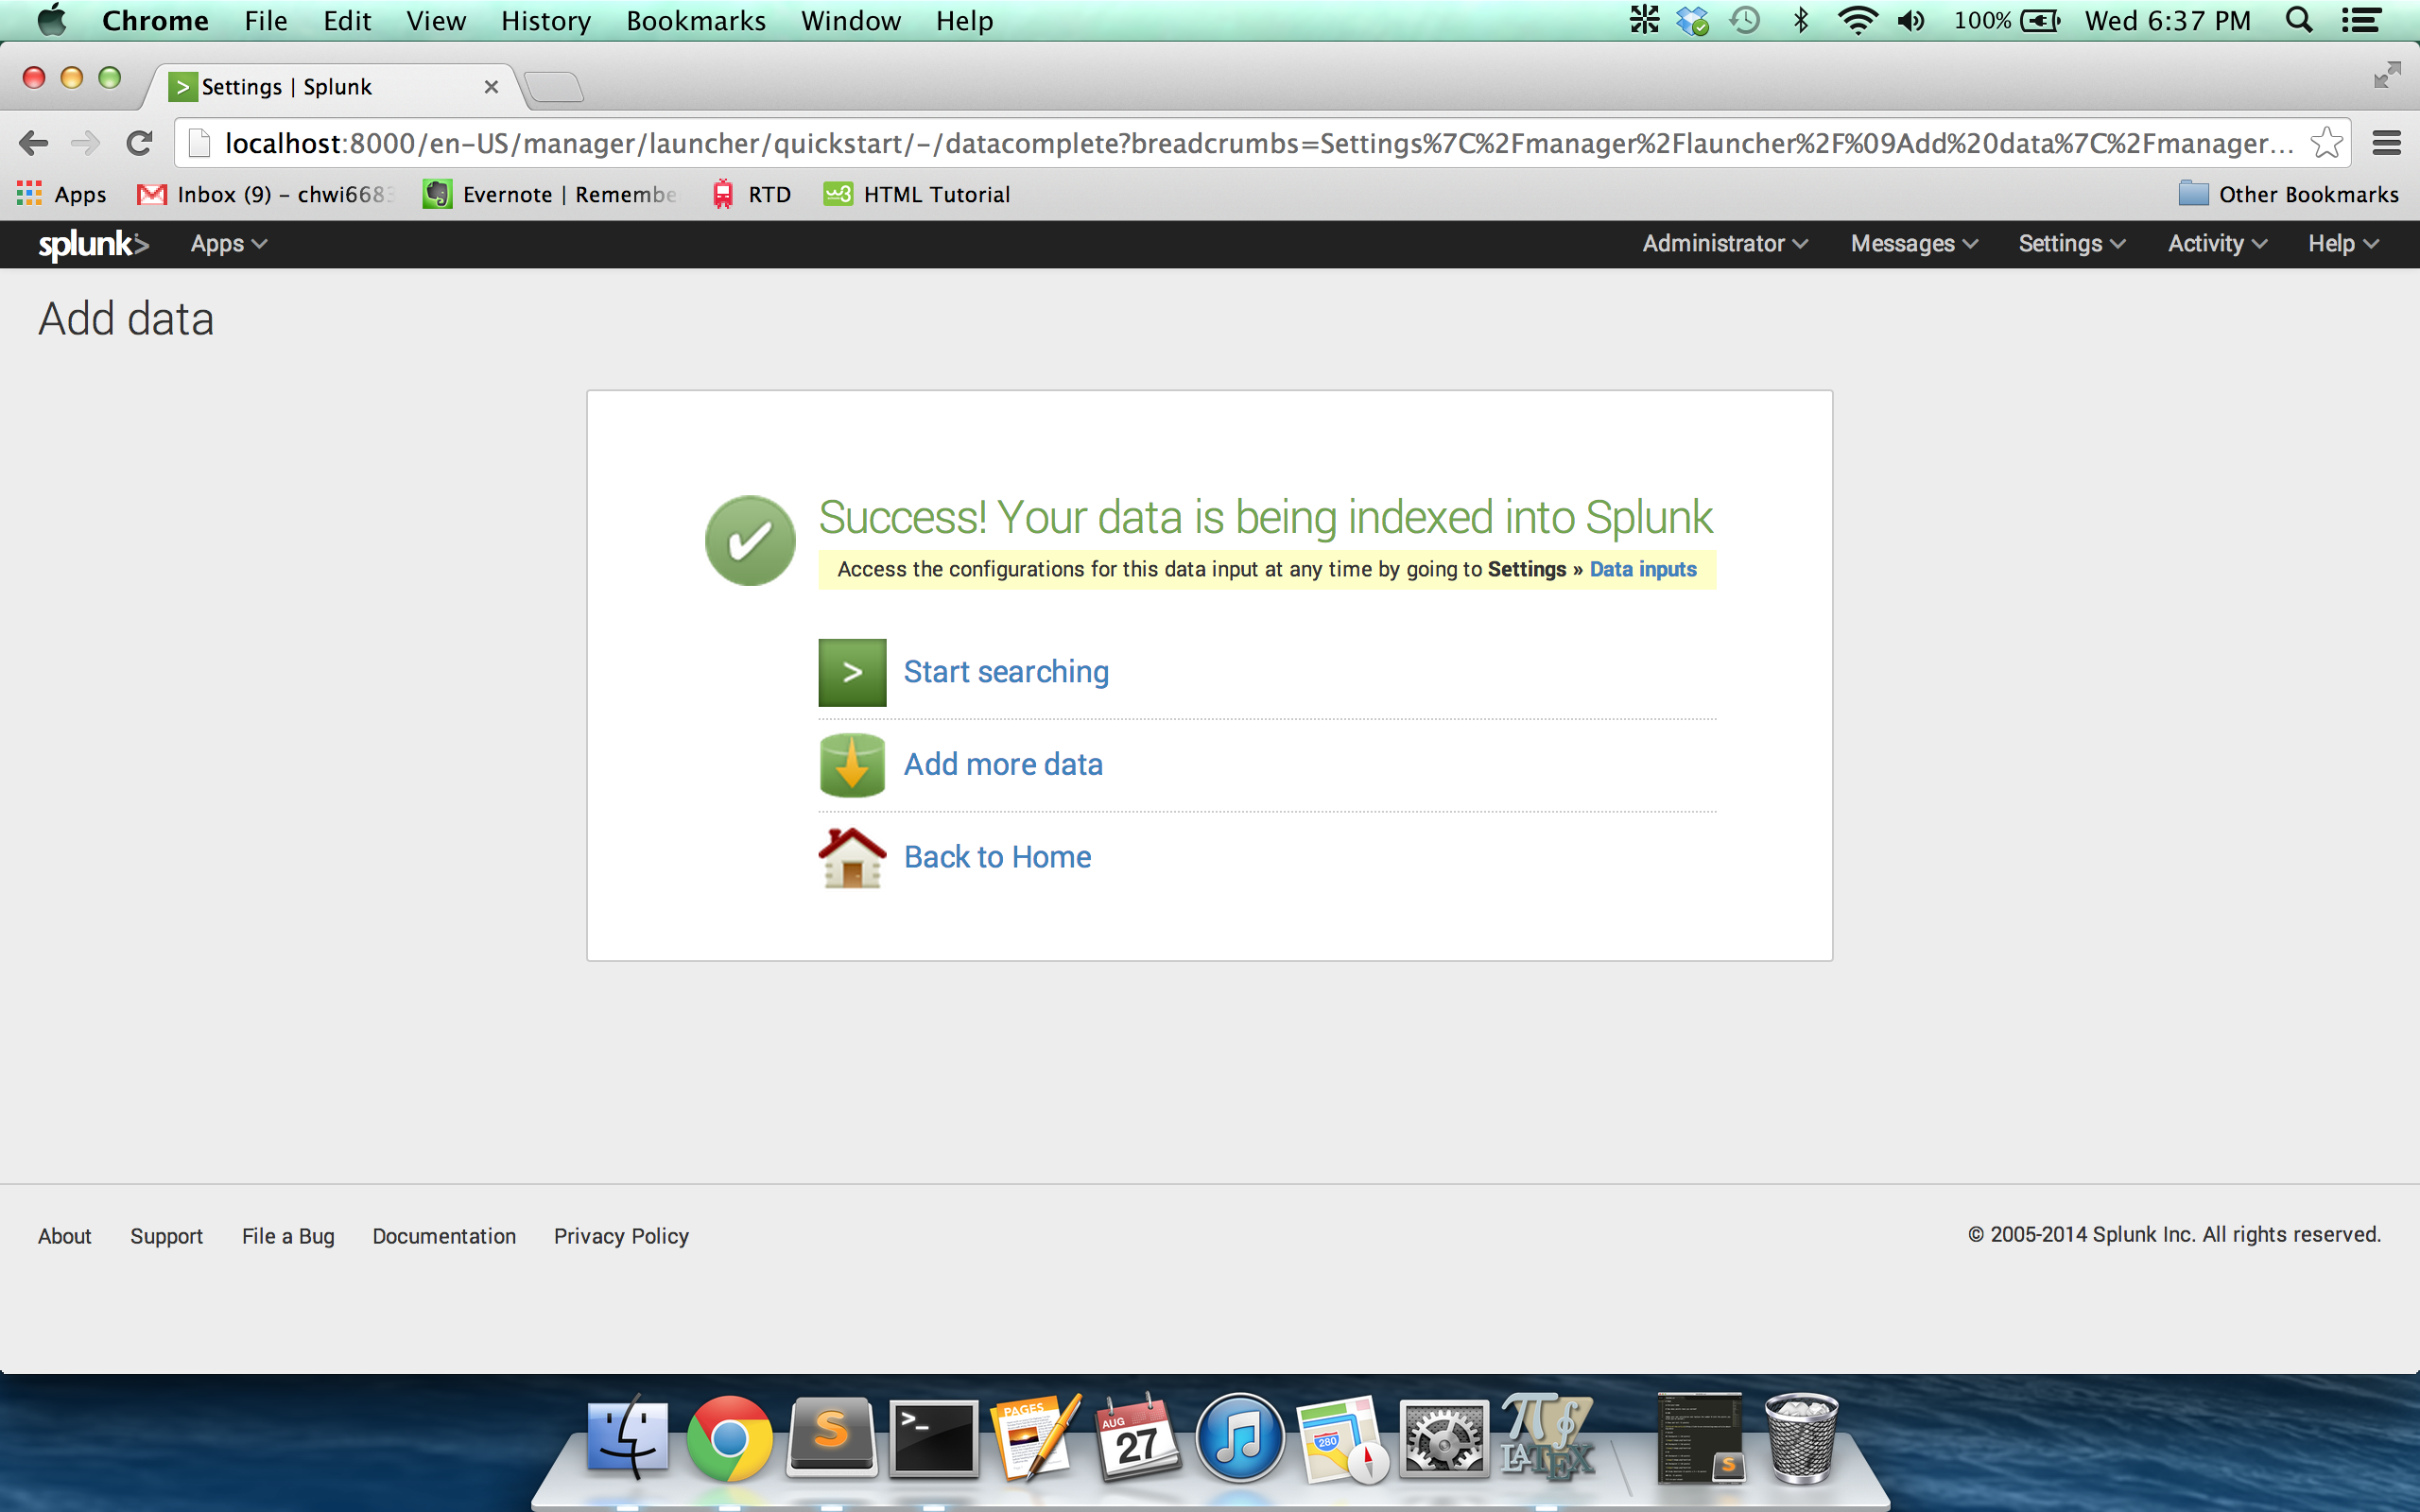 Chrome File Edit View History Bookmarks Window Help 100% Wed 6:37 PM
Settings | Splunk
localhost:8000/en-US/manager/launcher/quickstart/-/datacomplete?breadcrumbs=Settings%7C%2Fmanager%2Flauncher%2F%09Add%20data%7C%2Fmanager...
Apps Inbox (9) – chwi6683 Evernote | Remembe RTD HTML Tutorial Other Bookmarks
splunk> Apps Administrator Messages Settings Activity Help
Add data
Success! Your data is being indexed into Splunk
Access the configurations for this data input at any time by going to Settings » Data inputs
> Start searching
Add more data
Back to Home
About Support File a Bug Documentation Privacy Policy © 2005-2014 Splunk Inc. All rights reserved.
PAGES
AUG
27
280
LATEX